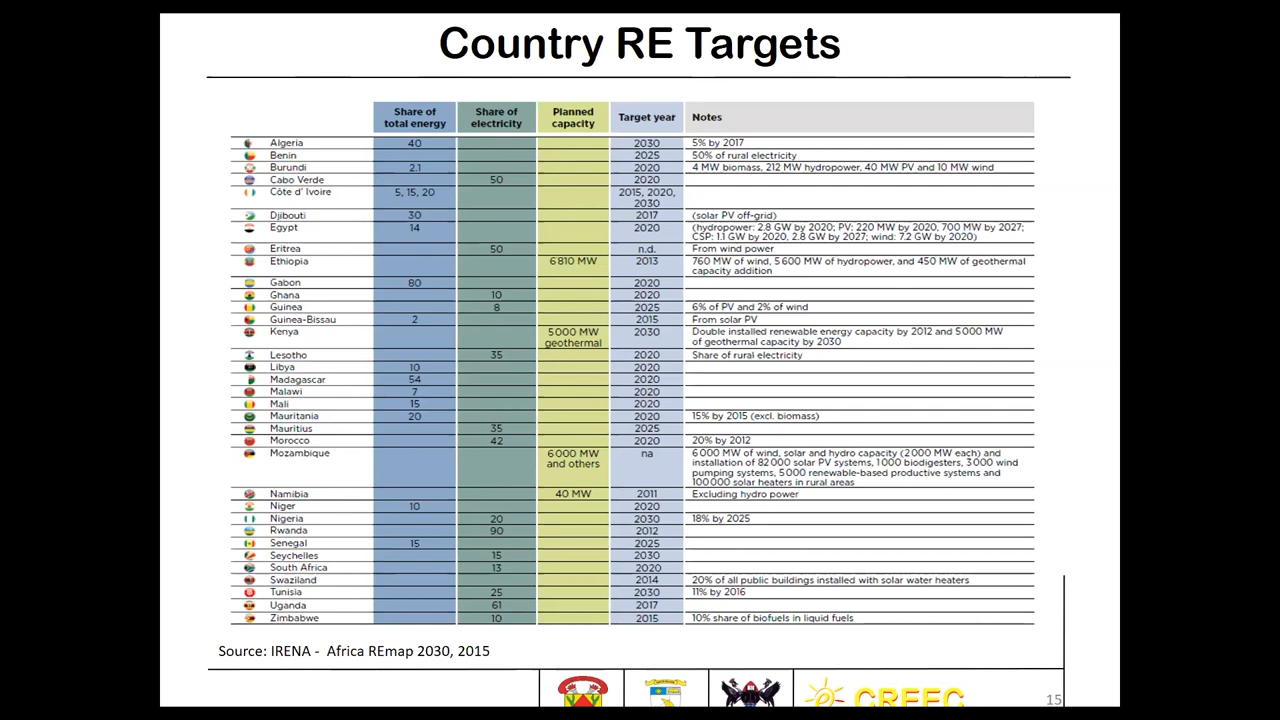 Country RE Targets
Share of total energy Share of electricity Planned capacity Target year Notes
Algeria 40 2030 5% by 2017
Benin 2025 50% of rural electricity
Burundi 2.1 2020 4 MW biomass, 212 MW hydropower, 40 MW PV and 10 MW wind
Cabo Verde 50 2020
Côte d' Ivoire 5, 15, 20 2015, 2020, 2030
Djibouti 30 2017 (solar PV off-grid)
Egypt 14 2020 (hydropower: 2.8 GW by 2020; PV: 220 MW by 2020, 700 MW by 2027;
CSP: 1.1 GW by 2020, 2.8 GW by 2027; wind: 7.2 GW by 2020)
Eritrea 50 n.d. From wind power
Ethiopia 6 810 MW 2013 760 MW of wind, 5 600 MW of hydropower, and 450 MW of geothermal
capacity addition
Gabon 80 2020
Ghana 10 2020
Guinea 8 2025 6% of PV and 2% of wind
Guinea-Bissau 2 2015 From solar PV
Kenya 5 000 MW geothermal 2030 Double installed renewable energy capacity by 2012 and 5 000 MW
of geothermal capacity by 2030
Lesotho 35 2020 Share of rural electricity
Libya 10 2020
Madagascar 54 2020
Malawi 7 2020
Mali 15 2020
Mauritania 20 2020 15% by 2015 (excl. biomass)
Mauritius 35 2025
Morocco 42 2020 20% by 2012
Mozambique 6 000 MW and others na 6 000 MW of wind, solar and hydro capacity (2 000 MW each) and
installation of 82 000 solar PV systems, 1 000 biodigesters, 3 000 wind
pumping systems, 5 000 renewable-based productive systems and
100 000 solar heaters in rural areas
Namibia 40 MW 2011 Excluding hydro power
Niger 10 2020
Nigeria 20 2030 18% by 2025
Rwanda 90 2012
Senegal 15 2025
Seychelles 15 2030
South Africa 13 2020
Swaziland 2014 20% of all public buildings installed with solar water heaters
Tunisia 25 2030 11% by 2016
Uganda 61 2017
Zimbabwe 10 2015 10% share of biofuels in liquid fuels
Source: IRENA - Africa REmap 2030, 2015
CREEC
15